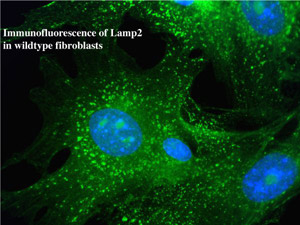 Immunofluorescence of Lamp2
in wildtype fibroblasts